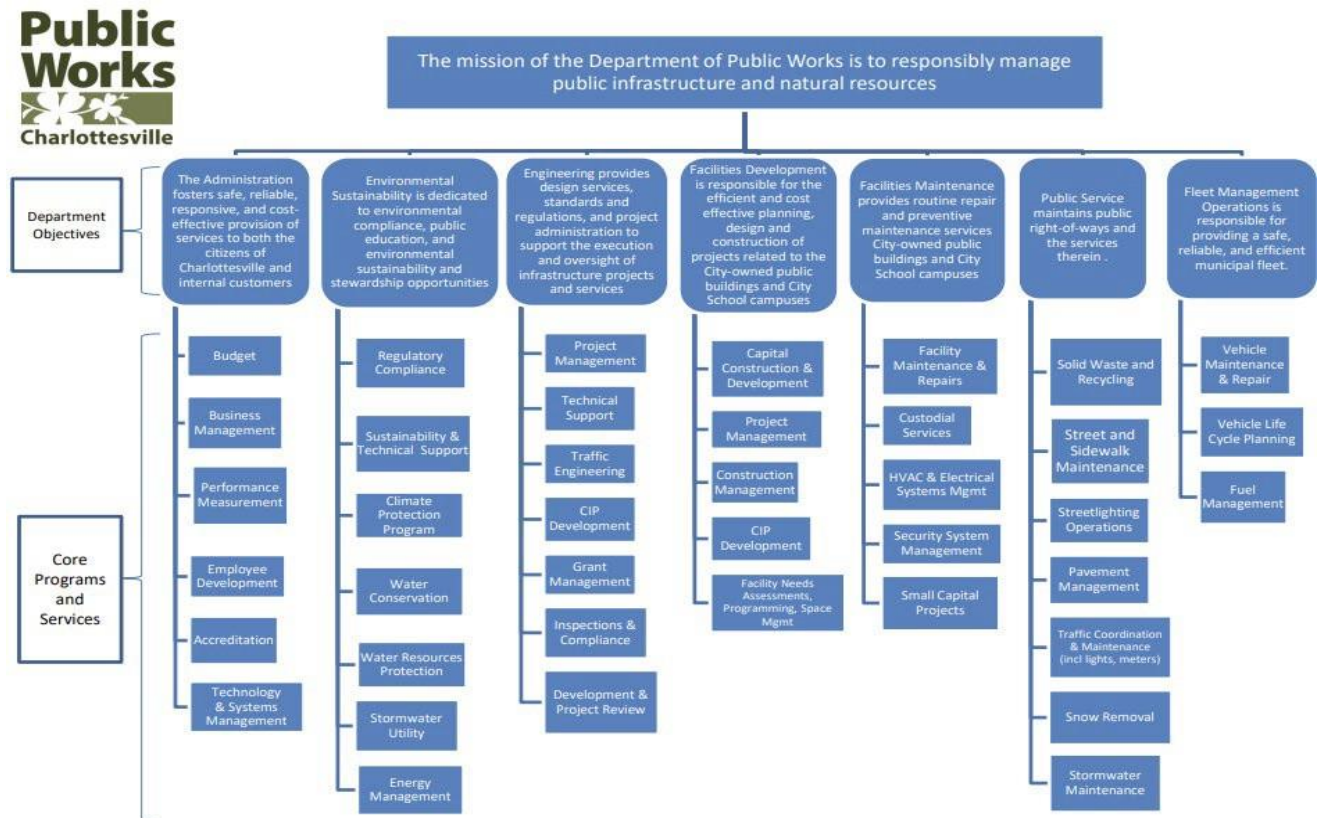 Public
Works
Charlottesville
The mission of the Department of Public Works is to responsibly manage
public infrastructure and natural resources
Department
Objectives
The Administration
fosters safe, reliable,
responsive, and cost-
effective provision of
services to both the
citizens of
Charlottesville and
internal customers
Environmental
Sustainability is dedicated
to environmental
compliance, public
education, and
environmental
sustainability and
stewardship opportunities
Engineering provides
design services,
standards and
regulations, and project
administration to
support the execution
and oversight of
infrastructure projects
and services
Facilities Development
is responsible for the
efficient and cost
effective planning,
design and
construction of
projects related to the
City-owned public
buildings and City
School campuses
Facilities Maintenance
provides routine repair
and preventive
maintenance services
City-owned public
buildings and City
School campuses
Public Service
maintains public
right-of-ways and
the services
therein .
Fleet Management
Operations is
responsible for
providing a safe,
reliable, and efficient
municipal fleet.
Core
Programs
and
Services
Budget
Business
Management
Performance
Measurement
Employee
Development
Accreditation
Technology
& Systems
Management
Regulatory
Compliance
Sustainability &
Technical Support
Climate
Protection
Program
Water
Conservation
Water Resources
Protection
Stormwater
Utility
Energy
Management
Project
Management
Technical
Support
Traffic
Engineering
CIP
Development
Grant
Management
Inspections &
Compliance
Development &
Project Review
Capital
Construction &
Development
Project
Management
Construction
Management
CIP
Development
Facility Needs
Assessments,
Programming, Space
Mgmt
Facility
Maintenance &
Repairs
Custodial
Services
HVAC & Electrical
Systems Mgmt
Security System
Management
Small Capital
Projects
Solid Waste and
Recycling
Street and
Sidewalk
Maintenance
Streetlighting
Operations
Pavement
Management
Traffic Coordination
& Maintenance
(incl lights, meters)
Snow Removal
Stormwater
Maintenance
Vehicle
Maintenance
& Repair
Vehicle Life
Cycle Planning
Fuel
Management